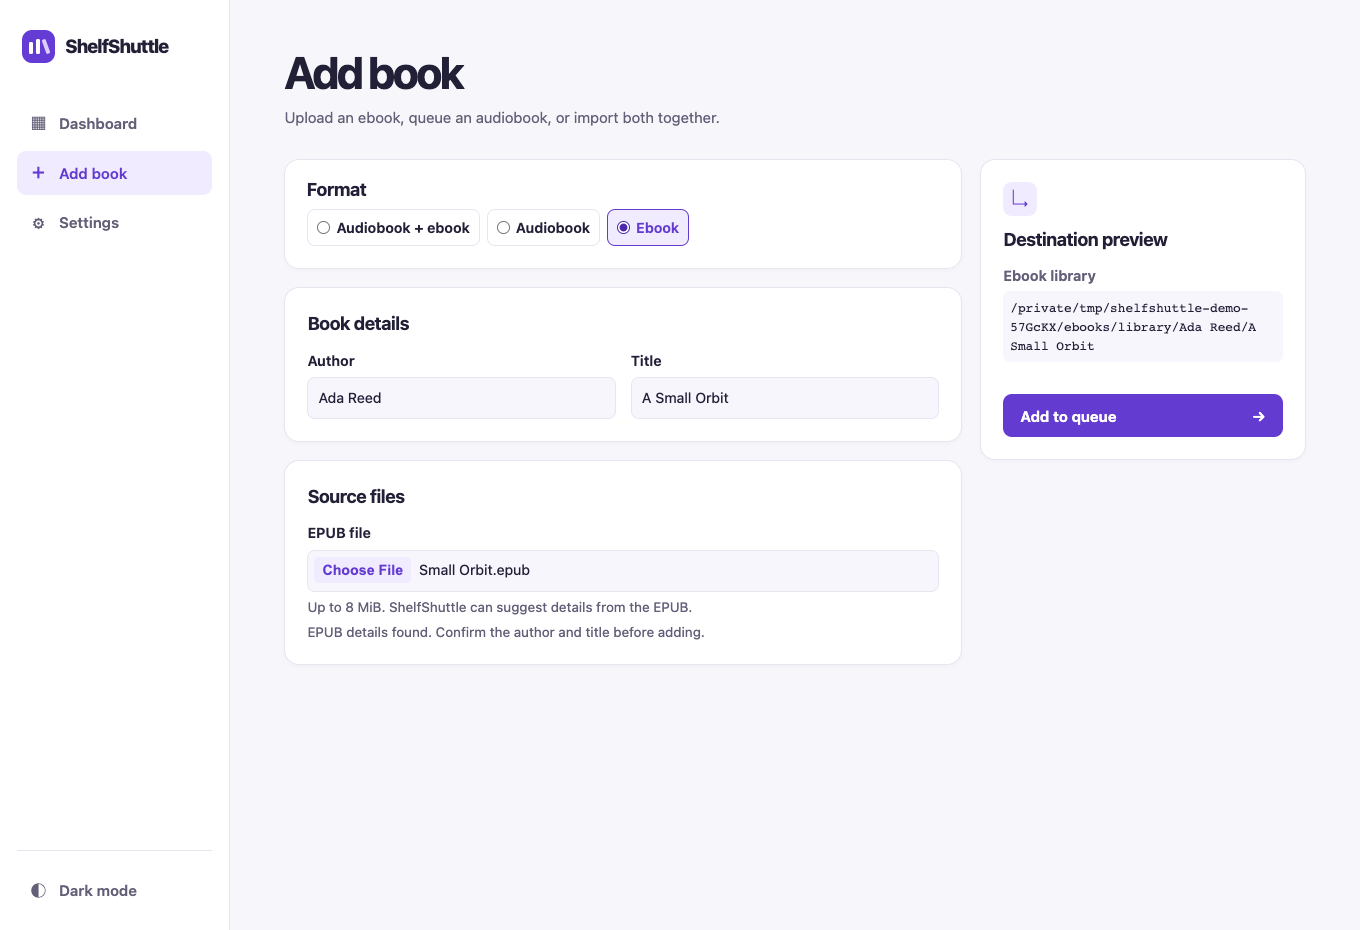 ShelfShuttle
Dashboard
Add book
Settings
Dark mode
Add book
Upload an ebook, queue an audiobook, or import both together.
Format
Audiobook + ebook
Audiobook
Ebook
Book details
Author
Title
Ada Reed
A Small Orbit
Source files
EPUB file
Choose File Small Orbit.epub
Up to 8 MiB. ShelfShuttle can suggest details from the EPUB.
EPUB details found. Confirm the author and title before adding.
Destination preview
Ebook library
/private/tmp/shelfshuttle-demo-
57GcKX/ebooks/library/Ada Reed/A
Small Orbit
Add to queue